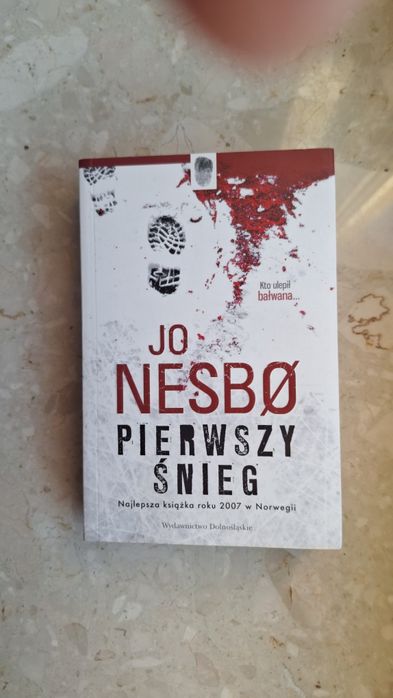 Kto ulepił
bałwana...
JO
NESBØ
PIERWSZY
ŚNIEG
Najlepsza książka roku 2007 w Norwegii
Wydawnictwo Dolnośląskie